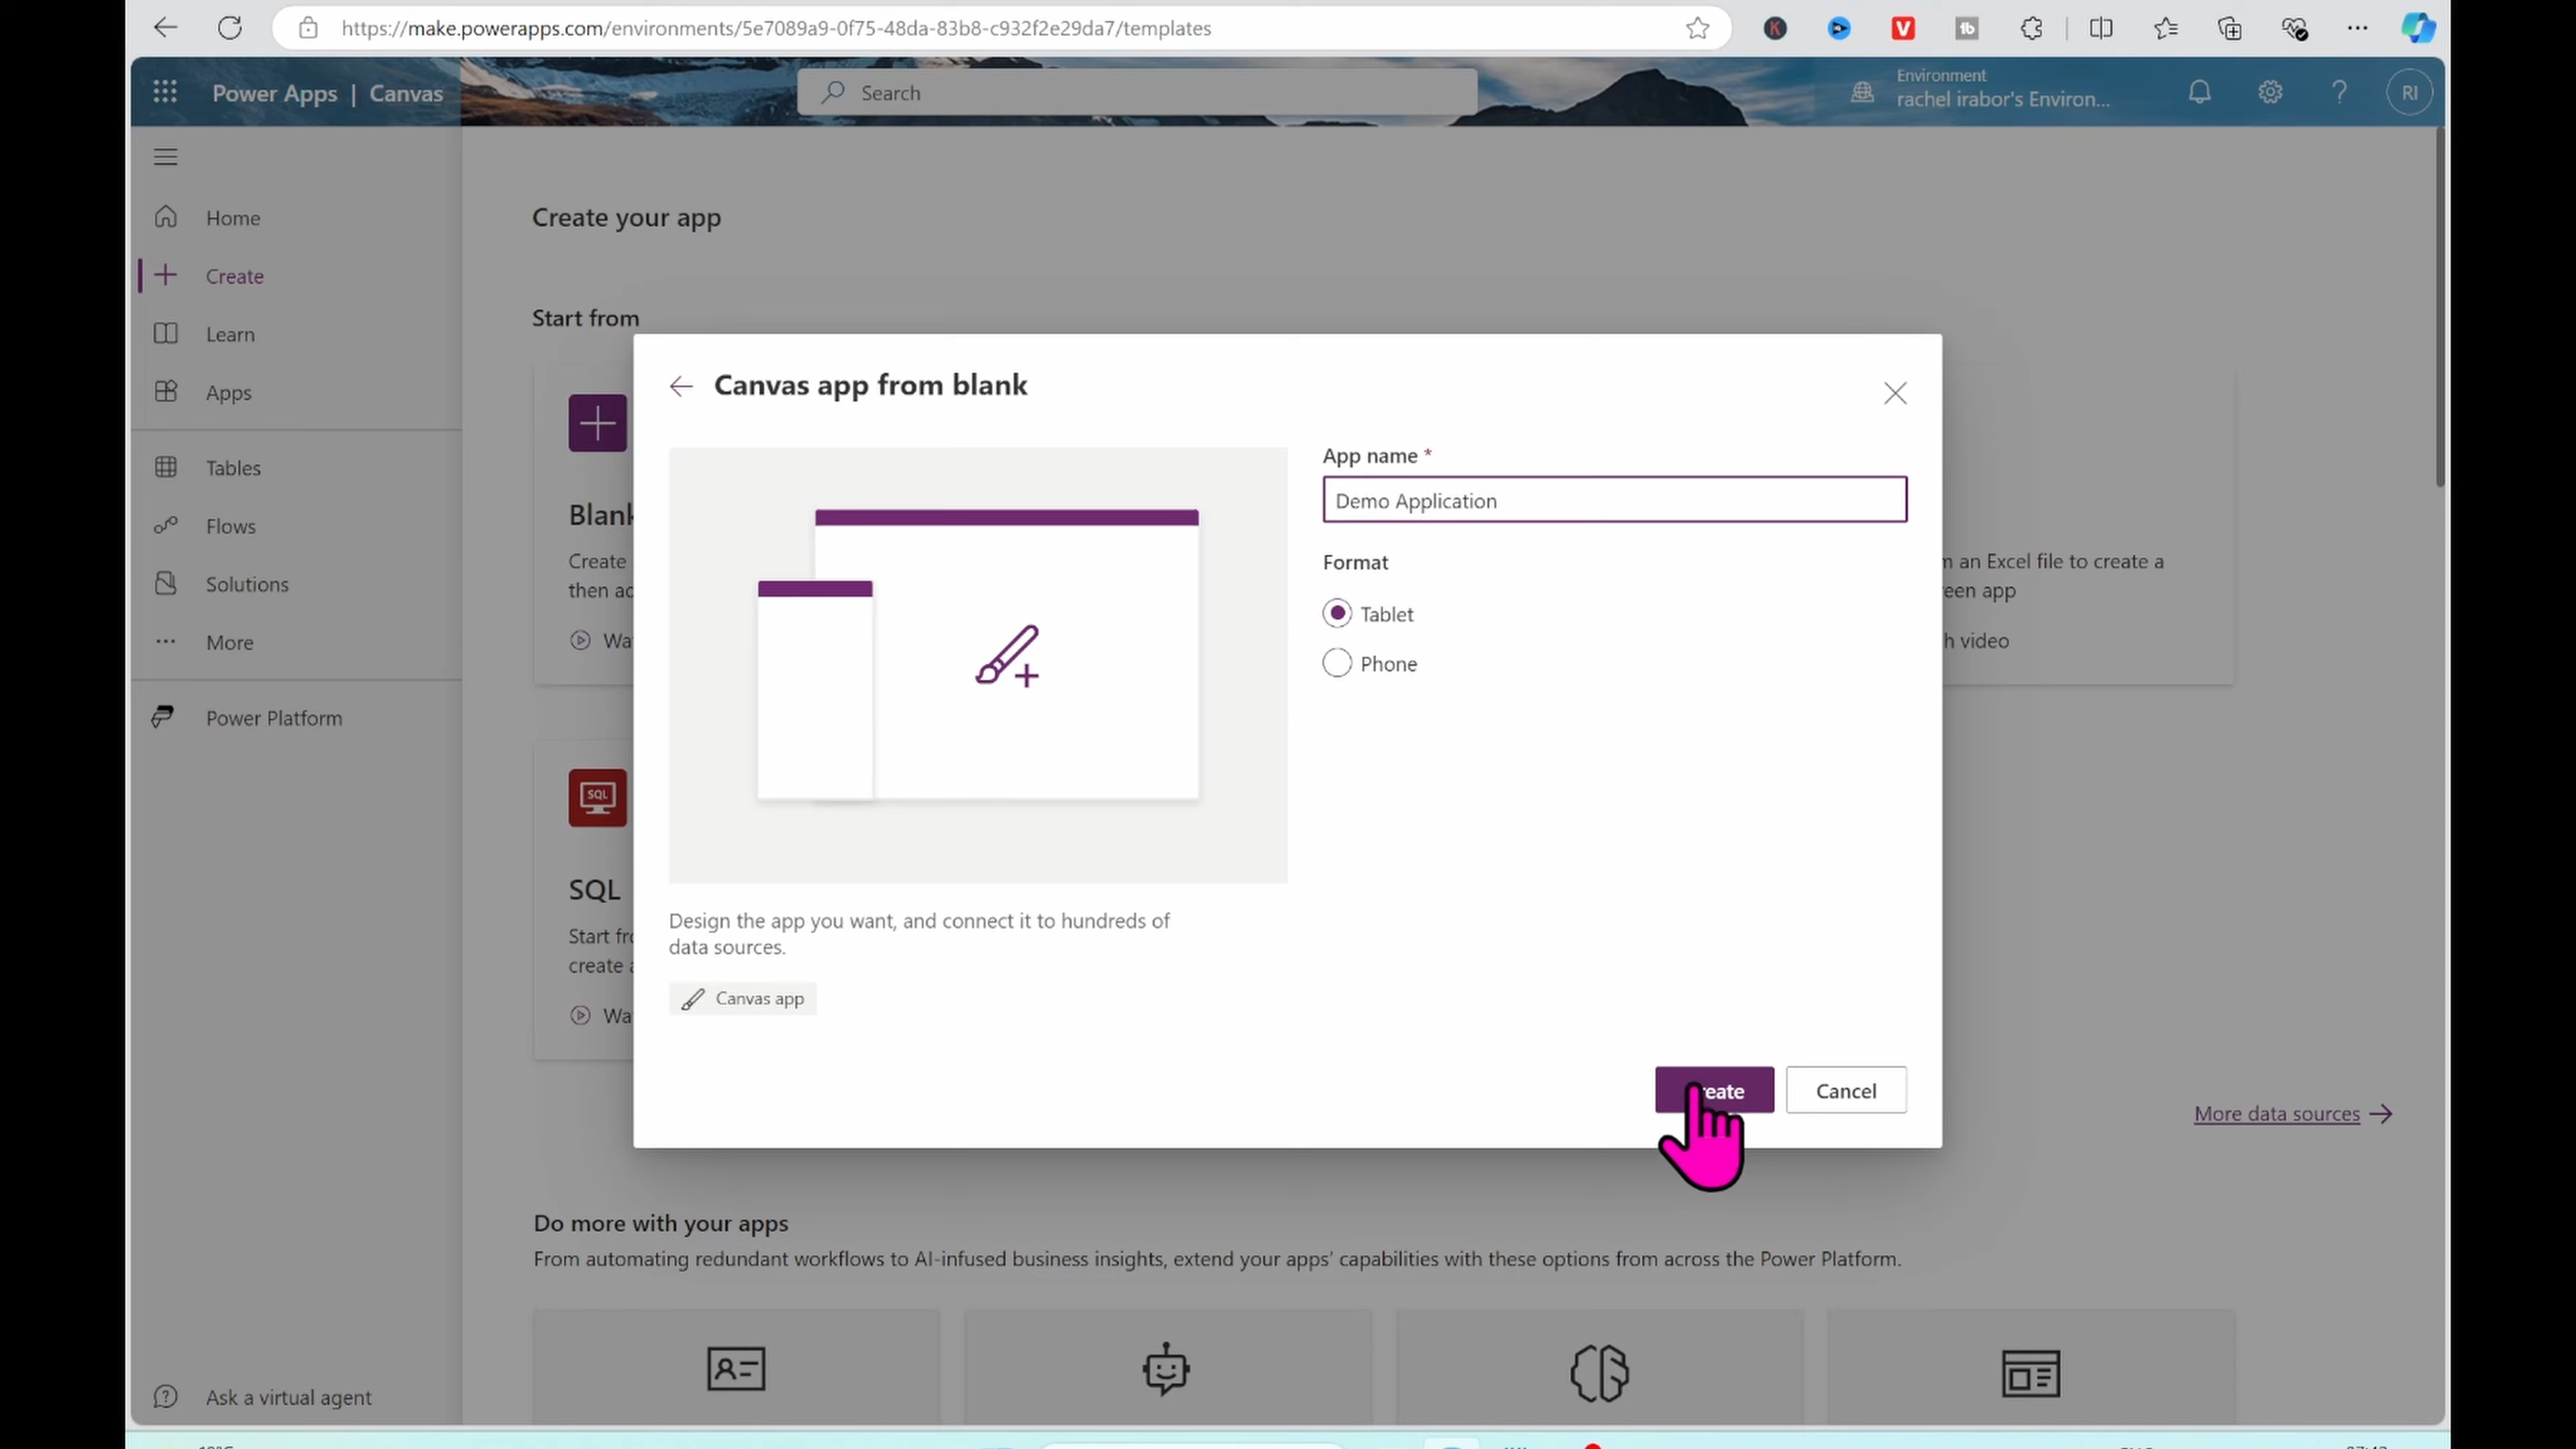 https://make.powerapps.com/environments/5e7089a9-0f75-48da-83b8-c932f2e29da7/templates
Power Apps | Canvas
Search
Environment
rachel irabor's Environ...
RI
Home
Create
Learn
Apps
Tables
Flows
Solutions
More
Power Platform
Ask a virtual agent
Create your app
Start from
Blank
Create
then
SQL
SQL
Start
create
an Excel file to create a
app
video
Canvas app from blank
App name *
Demo Application
Format
Tablet
Phone
Design the app you want, and connect it to hundreds of
data sources.
Canvas app
Cancel
More data sources
Do more with your apps
From automating redundant workflows to AI-infused business insights, extend your apps' capabilities with these options from across the Power Platform.